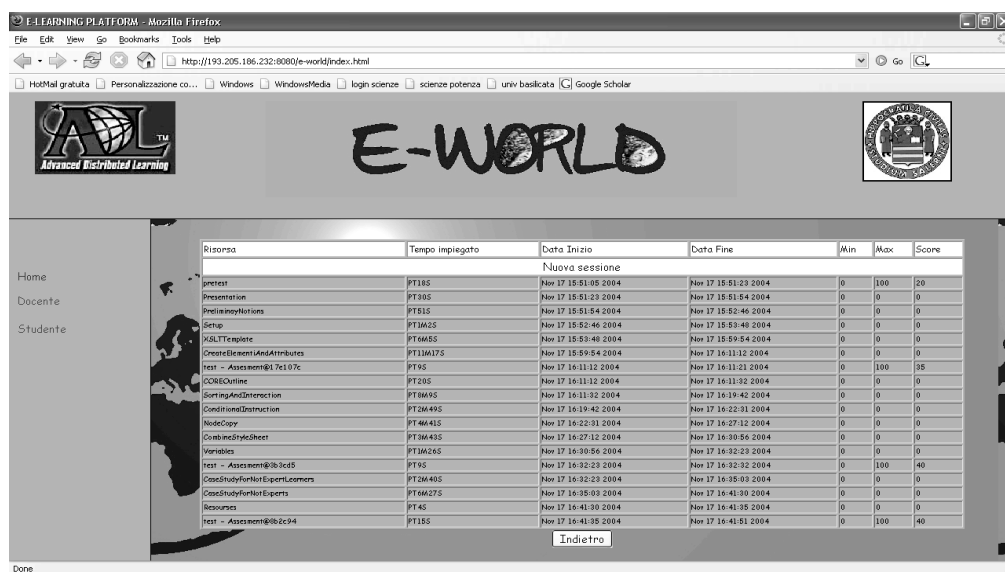 E-LEARNING PLATFORM - Mozilla Firefox
File Edit View Go Bookmarks Tools Help
http://193.205.186.232:8080/e-world/index.html Go
HotMail gratuita Personalizzazione co... Windows WindowsMedia login scienze scienze potenza univ basilicata Google Scholar
ADL TM
Advanced Distributed Learning
E-WORLD
Home
Docente
Studente
Risorsa Tempo impiegato Data Inizio Data Fine Min Max Score
Nuova sessione
pretest PT18S Nov 17 15:51:05 2004 Nov 17 15:51:23 2004 0 100 20
Presentation PT30S Nov 17 15:51:23 2004 Nov 17 15:51:54 2004 0 0 0
PrelimineyNotions PT51S Nov 17 15:51:54 2004 Nov 17 15:52:46 2004 0 0 0
Setup PT1M2S Nov 17 15:52:46 2004 Nov 17 15:53:48 2004 0 0 0
XSLTTemplate PT6M5S Nov 17 15:53:48 2004 Nov 17 15:59:54 2004 0 0 0
CreateElementiAndAttributes PT11M17S Nov 17 15:59:54 2004 Nov 17 16:11:12 2004 0 0 0
test - Assesment@17e107c PT9S Nov 17 16:11:12 2004 Nov 17 16:11:21 2004 0 100 35
COREOutline PT20S Nov 17 16:11:12 2004 Nov 17 16:11:32 2004 0 0 0
SortingAndInteraction PT8M9S Nov 17 16:11:32 2004 Nov 17 16:19:42 2004 0 0 0
ConditionalInstruction PT2M49S Nov 17 16:19:42 2004 Nov 17 16:22:31 2004 0 0 0
NodeCopy PT4M41S Nov 17 16:22:31 2004 Nov 17 16:27:12 2004 0 0 0
CombineStyleSheet PT3M43S Nov 17 16:27:12 2004 Nov 17 16:30:56 2004 0 0 0
Variables PT1M26S Nov 17 16:30:56 2004 Nov 17 16:32:23 2004 0 0 0
test - Assesment@3b3cd5 PT9S Nov 17 16:32:23 2004 Nov 17 16:32:32 2004 0 100 40
CaseStudyForNotExpertLearners PT2M40S Nov 17 16:32:23 2004 Nov 17 16:35:03 2004 0 0 0
CaseStudyForNotExperts PT6M27S Nov 17 16:35:03 2004 Nov 17 16:41:30 2004 0 0 0
Resourses PT4S Nov 17 16:41:30 2004 Nov 17 16:41:35 2004 0 0 0
test - Assesment@8b2c94 PT15S Nov 17 16:41:35 2004 Nov 17 16:41:51 2004 0 100 40
Indietro
Done